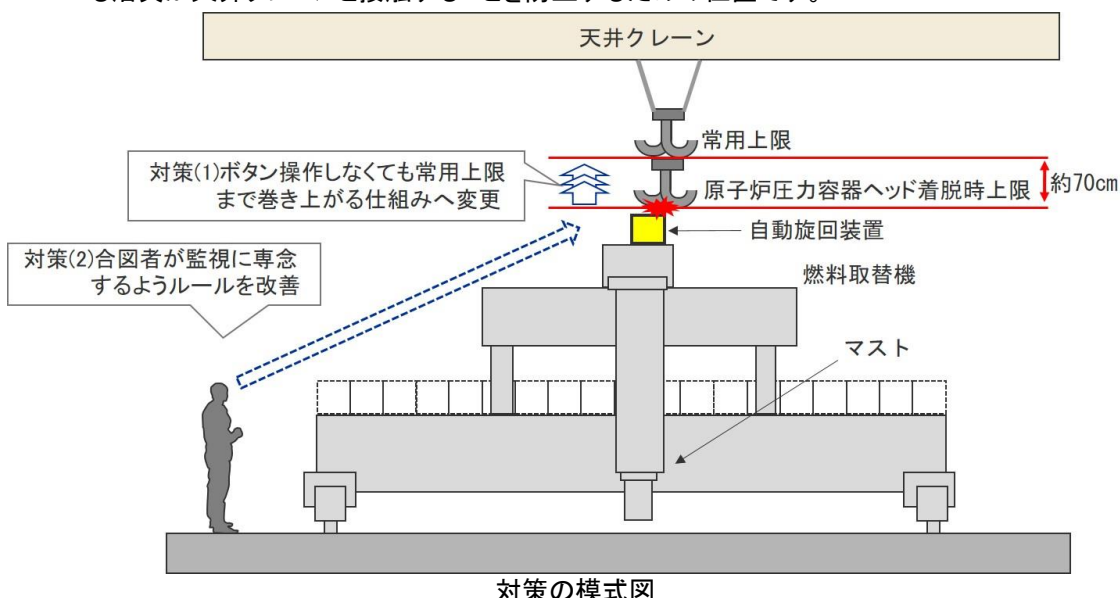 天井クレーン
常用上限
対策(1)ボタン操作しなくても常用上限
まで巻き上がる仕組みへ変更
原子炉圧力容器ヘッド着脱時上限
約70cm
自動旋回装置
対策(2)合図者が監視に専念
するようルールを改善
燃料取替機
マスト
対策の模式図